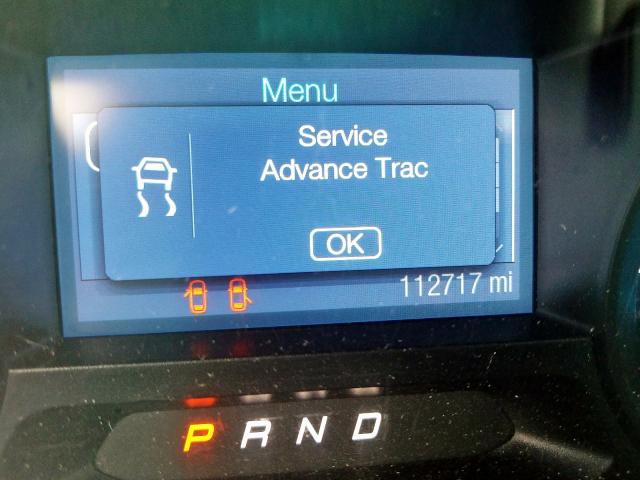 Menu
Service
Advance Trac
OK
112717 mi
P R N D